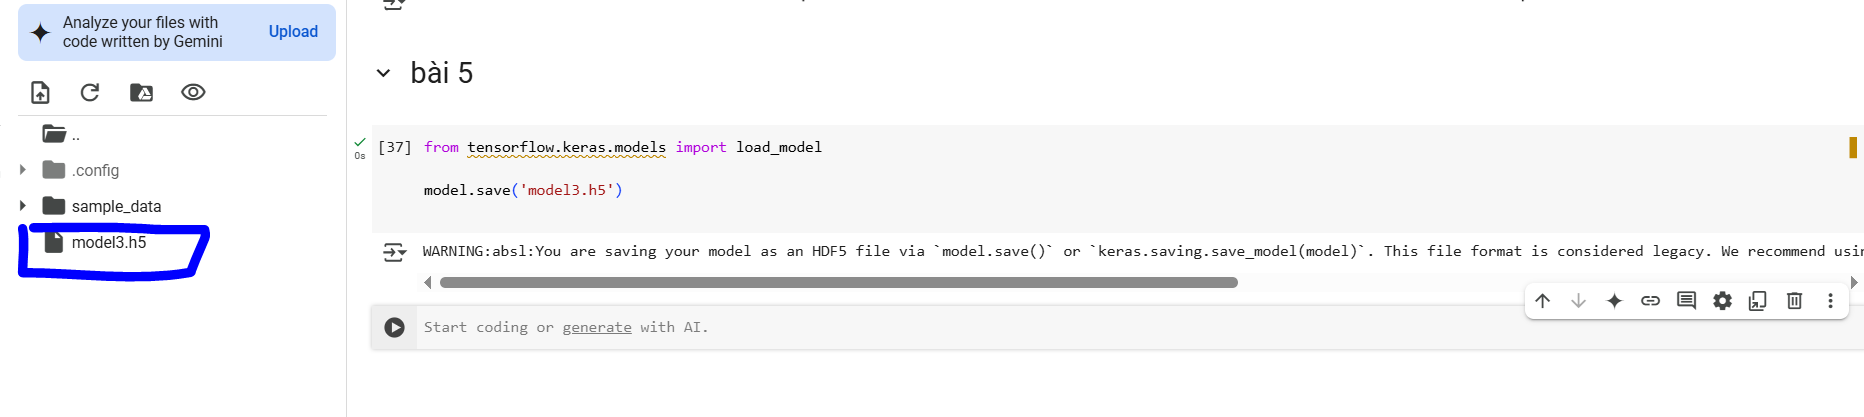 Analyze your files with
code written by Gemini
Upload
..
.config
sample_data
model3.h5
bài 5
0s
[37] from tensorflow.keras.models import load_model
model.save('model3.h5')
WARNING:absl:You are saving your model as an HDF5 file via `model.save()` or `keras.saving.save_model(model)`. This file format is considered legacy. We recommend usin
Start coding or generate with AI.